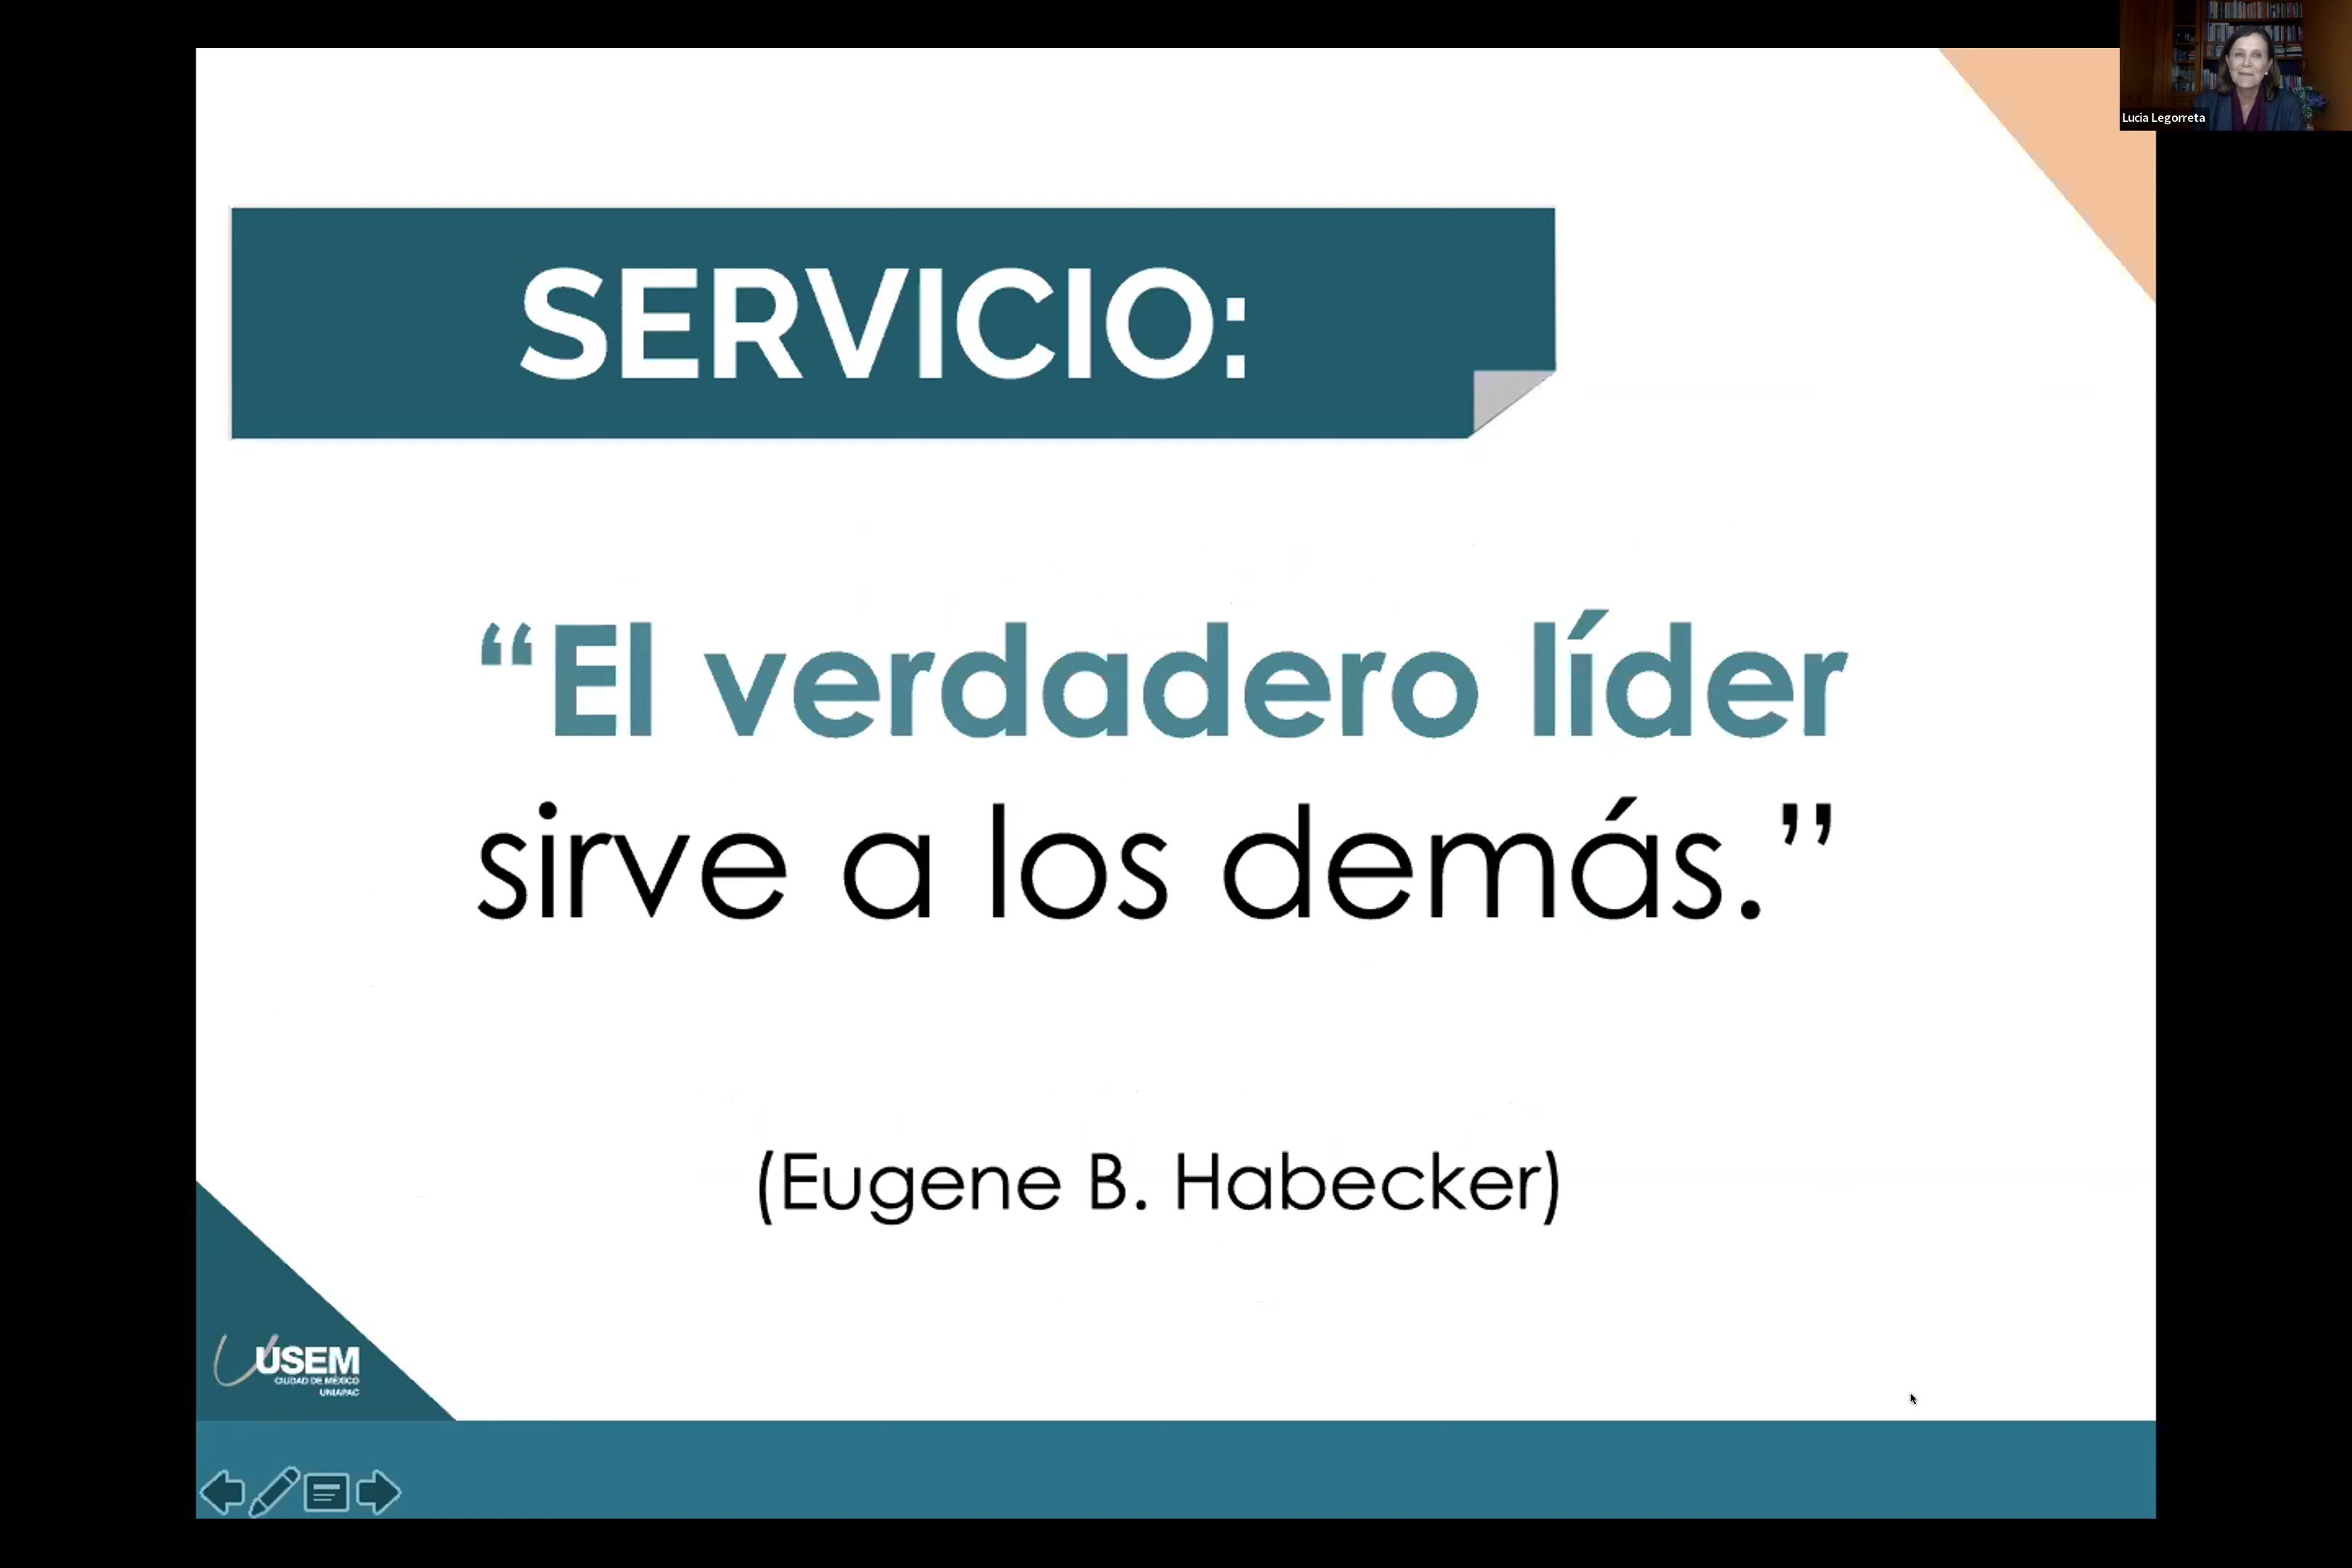 Lucia Legorreta
SERVICIO:
“El verdadero líder
sirve a los demás.”
(Eugene B. Habecker)
USEM
CIUDAD DE MÉXICO
UNIAPAC